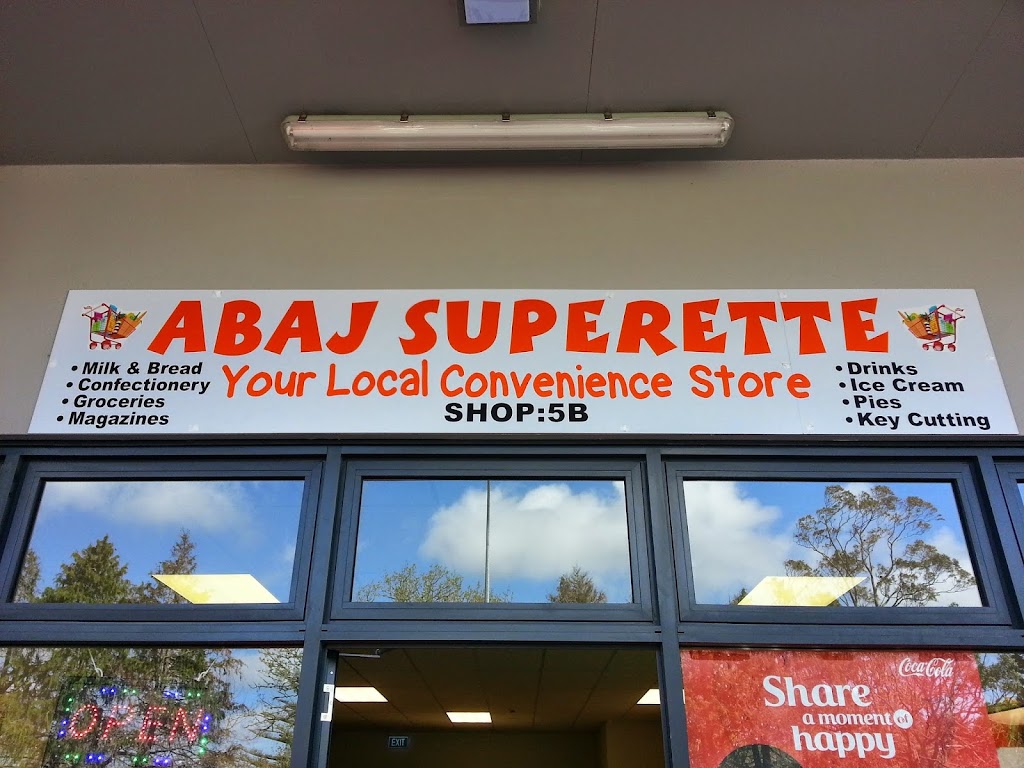 ABAJ SUPERETTE
• Milk & Bread
• Confectionery
• Groceries
• Magazines
Your Local Convenience Store
SHOP:5B
• Drinks
• Ice Cream
• Pies
• Key Cutting
OPEN
EXIT
Coca-Cola
Share
a moment of
happy